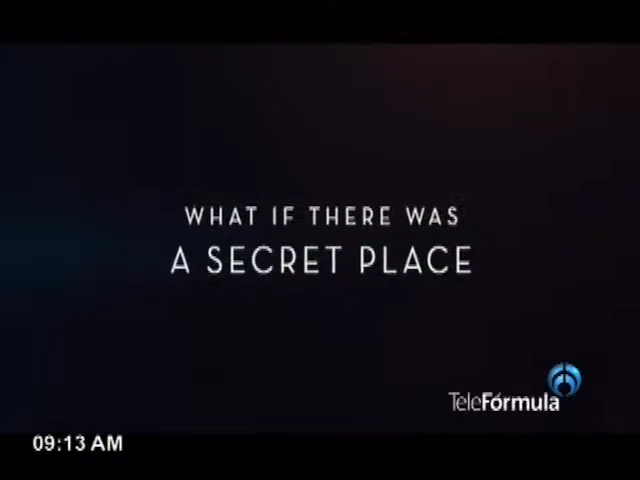 WHAT IF THERE WAS
A SECRET PLACE
TeleFórmula
09:13 AM